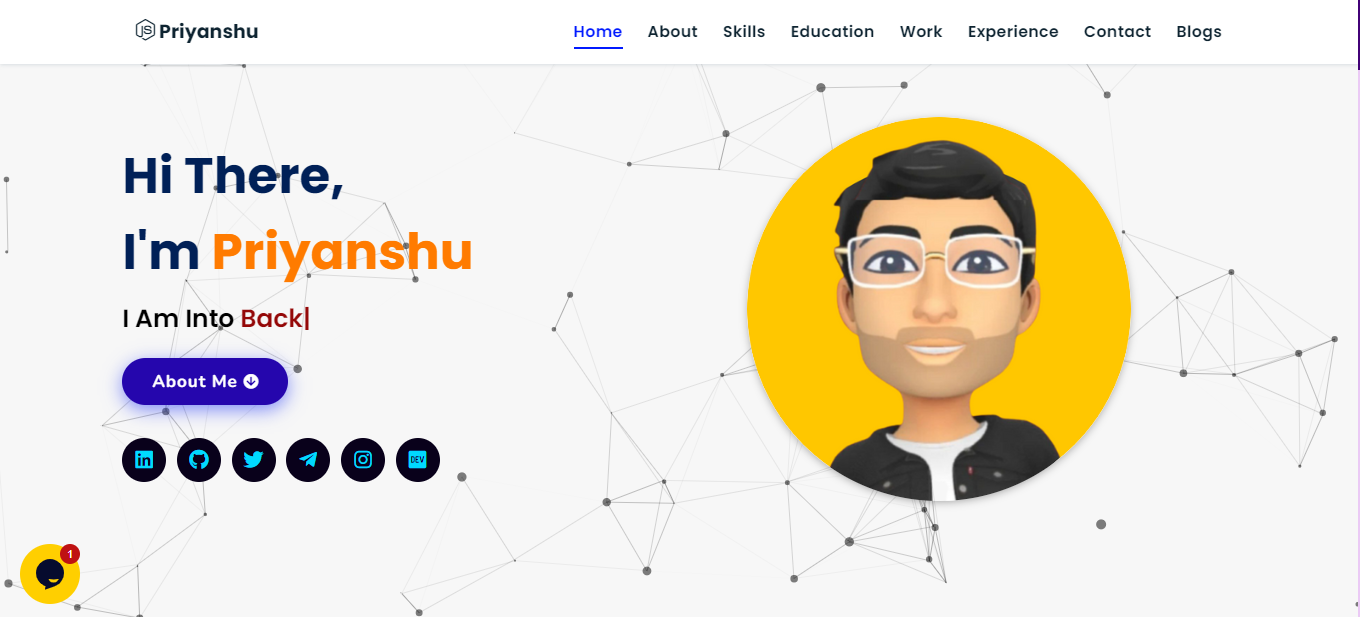 Priyanshu
Home About Skills Education Work Experience Contact Blogs
Hi There,
I'm Priyanshu
I Am Into Back|
About Me
in
DEV
1